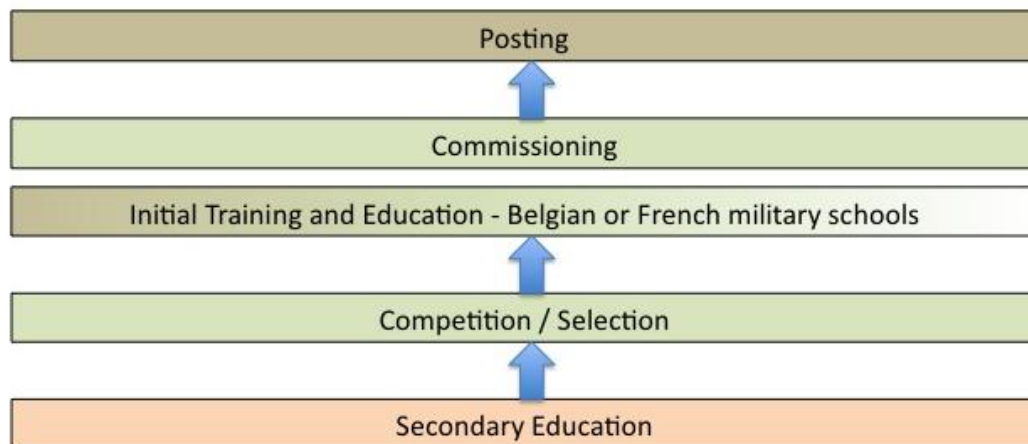 Posting
Commissioning
Initial Training and Education - Belgian or French military schools
Competition / Selection
Secondary Education